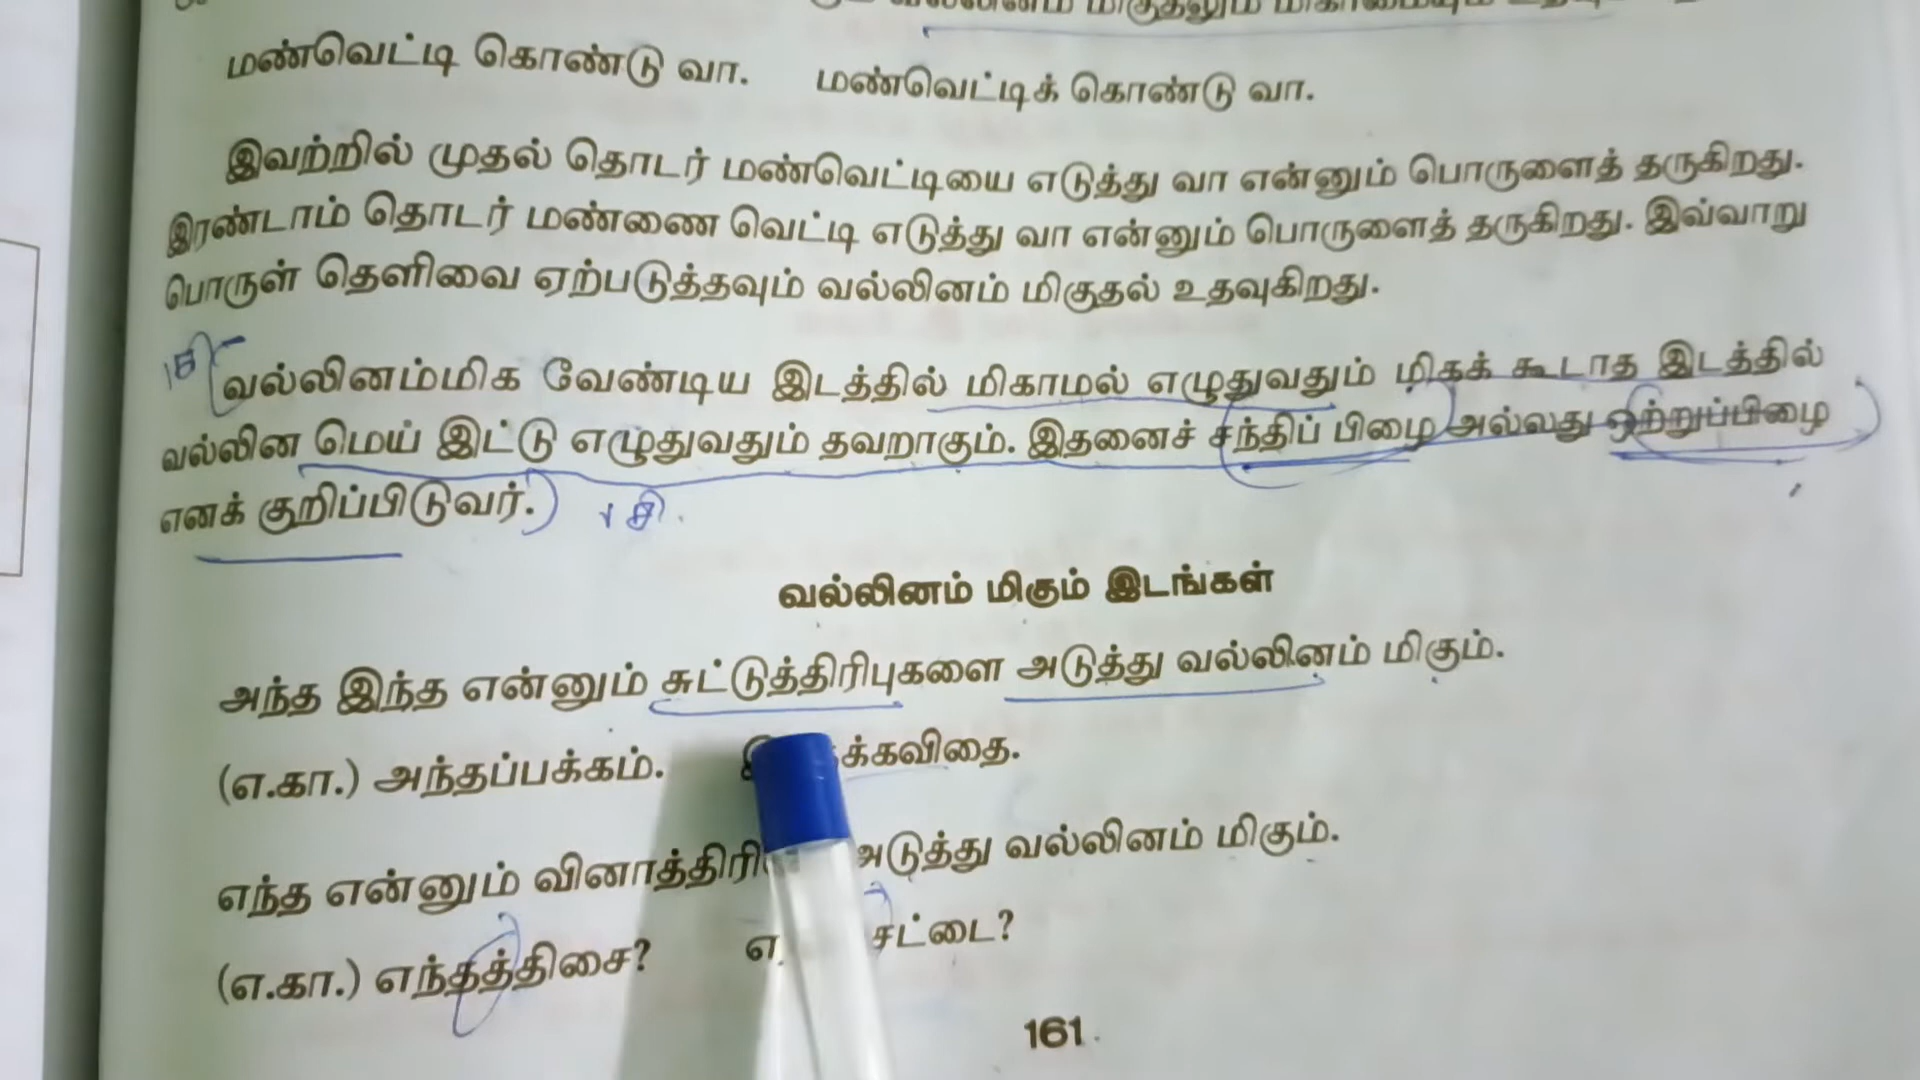 வல்லினம் மிகுதலும் மிகாமையும்
மண்வெட்டி கொண்டு வா. மண்வெட்டிக் கொண்டு வா.
இவற்றில் முதல் தொடர் மண்வெட்டியை எடுத்து வா என்னும் பொருளைத் தருகிறது.
இரண்டாம் தொடர் மண்ணை வெட்டி எடுத்து வா என்னும் பொருளைத் தருகிறது. இவ்வாறு
பொருள் தெளிவை ஏற்படுத்தவும் வல்லினம் மிகுதல் உதவுகிறது.
வல்லினம்மிக வேண்டிய இடத்தில் மிகாமல் எழுதுவதும் மிகக் கூடாத இடத்தில்
வல்லின மெய் இட்டு எழுதுவதும் தவறாகும். இதனைச் சந்திப் பிழை அல்லது ஒற்றுப்பிழை
எனக் குறிப்பிடுவர்.
வல்லினம் மிகும் இடங்கள்
அந்த இந்த என்னும் சுட்டுத்திரிபுகளை அடுத்து வல்லினம் மிகும்.
(எ.கா.) அந்தப்பக்கம்.
எந்த என்னும் அடுத்து வல்லினம் மிகும்.
(எ.கா.) எந்தத்திசை? சட்டை?
161